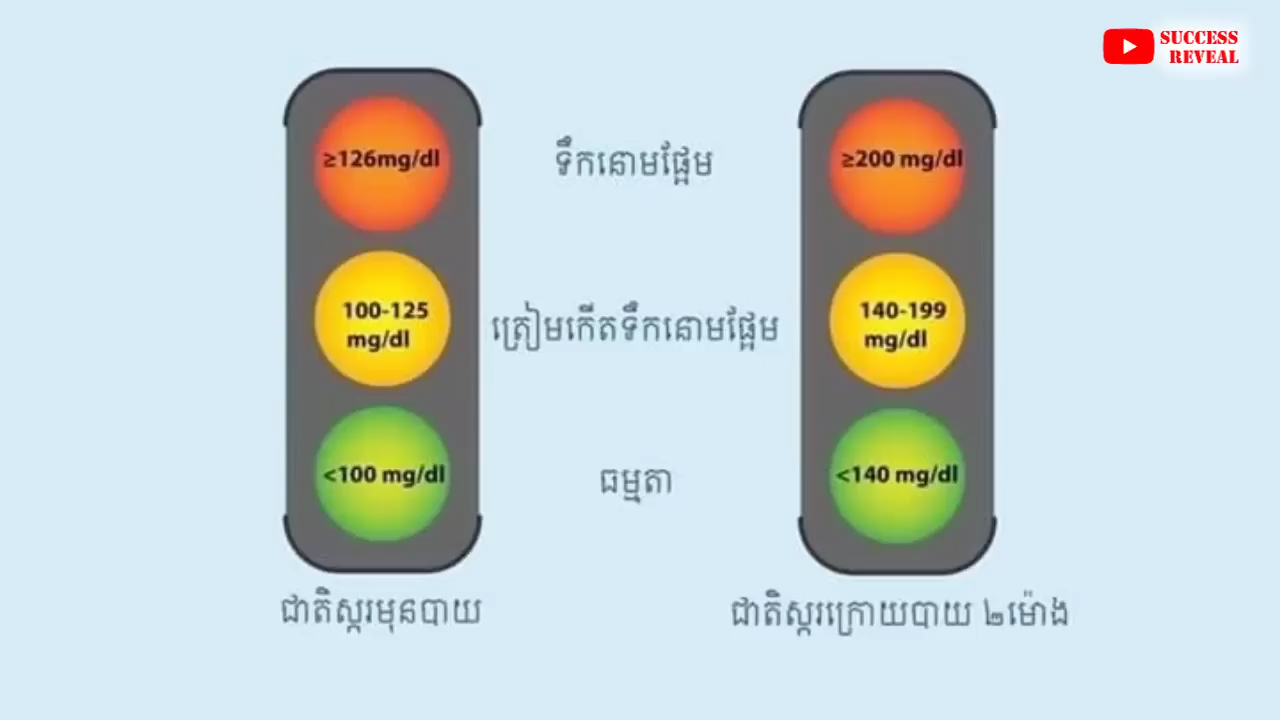 SUCCESS
REVEAL
≥126mg/dl
ទឹកនោមផ្អែម
≥200 mg/dl
100-125
mg/dl
ត្រៀមកើតទឹកនោមផ្អែម
140-199
mg/dl
<100 mg/dl
ធម្មតា
<140 mg/dl
ជាតិស្ករមុនបាយ
ជាតិស្ករក្រោយបាយ ២ម៉ោង